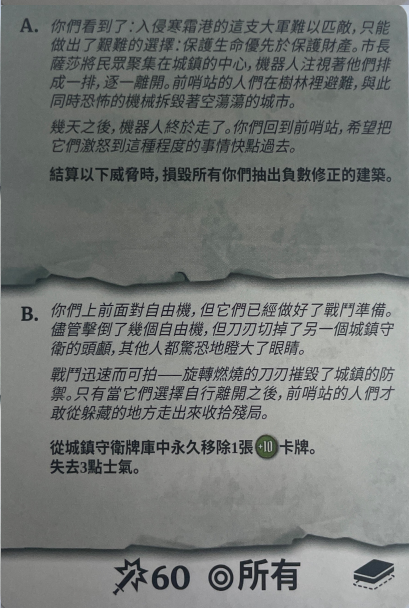 A. 你們看到了：入侵寒霜港的這支大軍難以匹敵，只能
做出了艱難的選擇：保護生命優先於保護財產。市長
薩莎將民眾聚集在城鎮的中心，機器人注視著他們排
成一排，逐一離開。前哨站的人們在樹林裡避難，與此
同時恐怖的機械拆毀著空蕩蕩的城市。
幾天之後，機器人終於走了。你們回到前哨站，希望把
它們激怒到這種程度的事情快點過去。
結算以下威脅時，損毀所有你們抽出負數修正的建築。
B. 你們上前面對自由機，但它們已經做好了戰鬥準備。
儘管擊倒了幾個自由機，但刀刃切掉了另一個城鎮守
衛的頭顱，其他人都驚恐地瞪大了眼睛。
戰鬥迅速而可拍——旋轉燃燒的刀刃摧毀了城鎮的防
禦。只有當它們選擇自行離開之後，前哨站的人們才
敢從躲藏的地方走出來收拾殘局。
從城鎮守衛牌庫中永久移除1張+10卡牌。
失去3點士氣。
60 所有